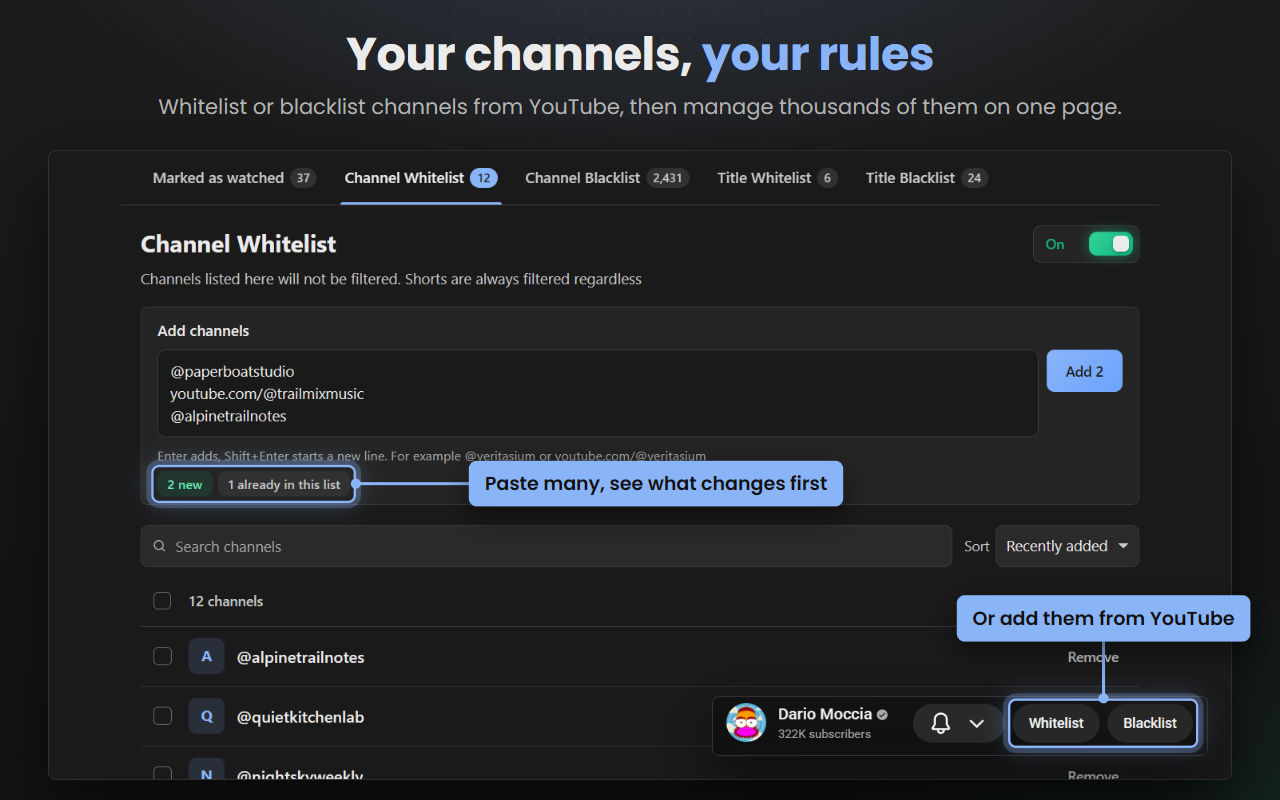 Your channels, your rules
Whitelist or blacklist channels from YouTube, then manage thousands of them on one page.
Marked as watched 37 Channel Whitelist 12 Channel Blacklist 2,431 Title Whitelist 6 Title Blacklist 24
Channel Whitelist
On
Channels listed here will not be filtered. Shorts are always filtered regardless
Add channels
@paperboatstudio
youtube.com/@trailmixmusic
@alpinetrailnotes
Add 2
Enter adds, Shift+Enter starts a new line. For example @veritasium or youtube.com/@veritasium
2 new 1 already in this list
Paste many, see what changes first
Search channels
Sort Recently added
12 channels
Or add them from YouTube
A @alpinetrailnotes Remove
Q @quietkitchenlab
Dario Moccia
322K subscribers
Whitelist Blacklist
N @nightskyweekly Remove